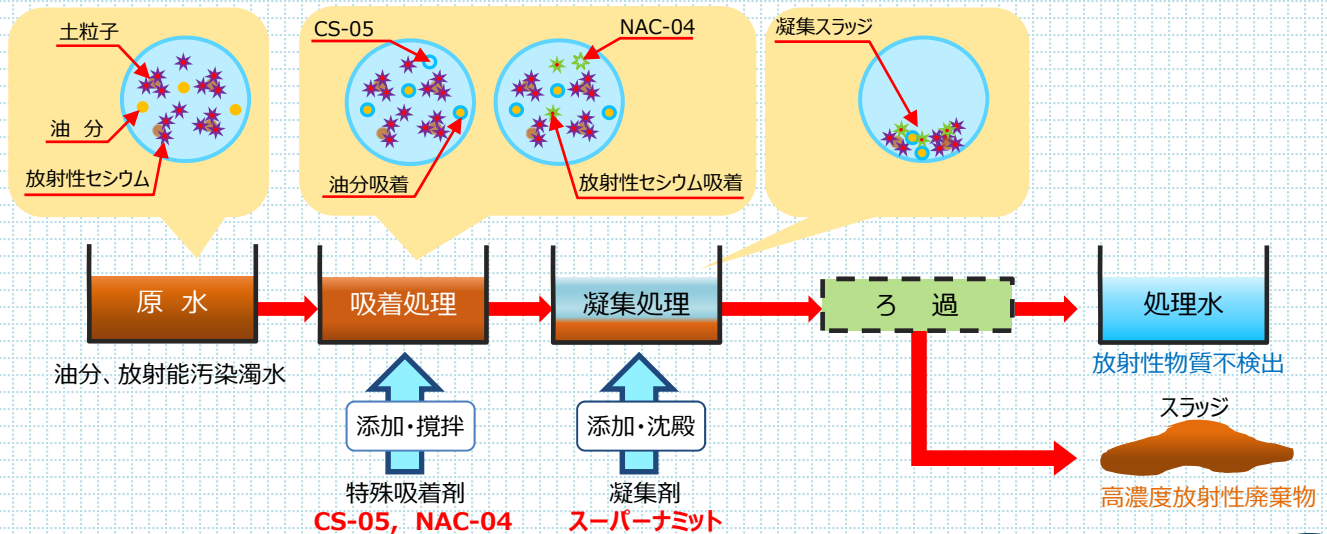 土粒子
油 分
放射性セシウム
CS-05
NAC-04
油分吸着
放射性セシウム吸着
凝集スラッジ
原 水
吸着処理
凝集処理
ろ 過
処理水
油分、放射能汚染濁水
放射性物質不検出
添加・撹拌
添加・沈殿
スラッジ
特殊吸着剤
CS-05, NAC-04
凝集剤
スーパーナミット
高濃度放射性廃棄物